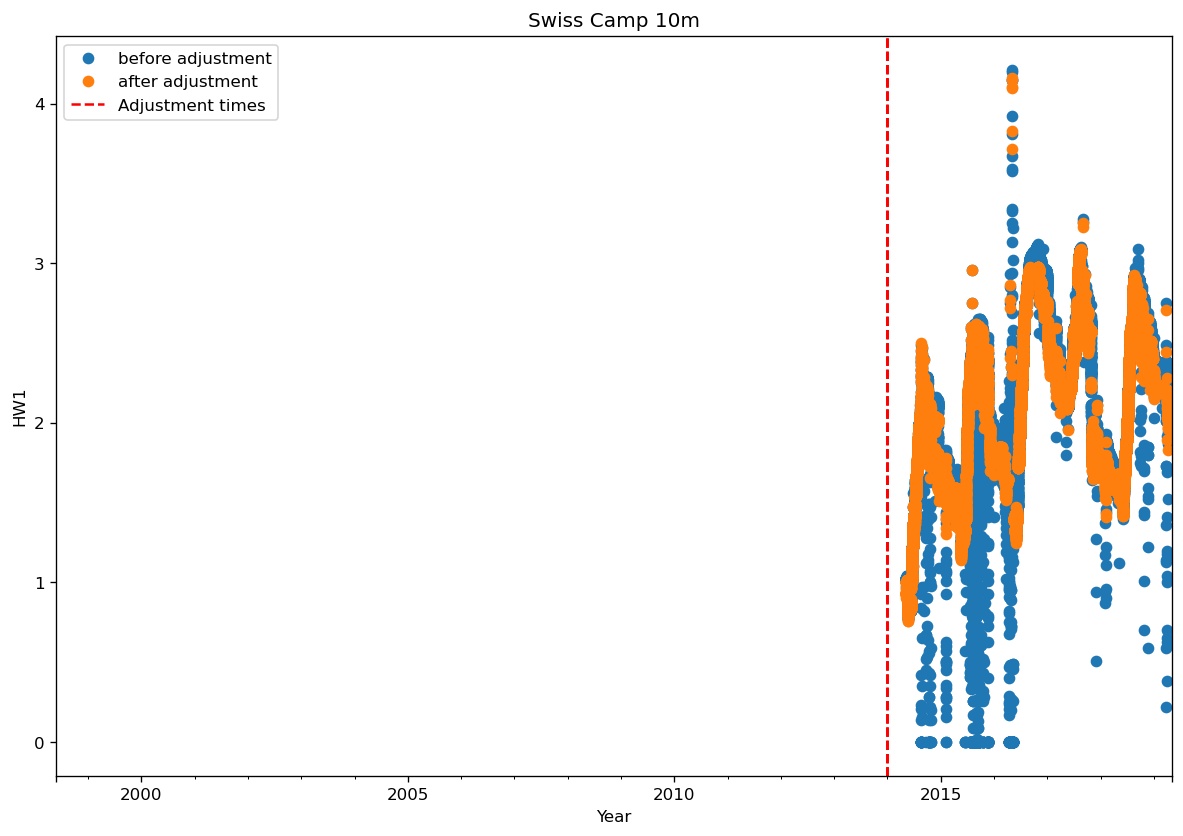 Swiss Camp 10m
before adjustment
after adjustment
Adjustment times
HW1
4
3
2
1
0
2000 2005 2010 2015
Year